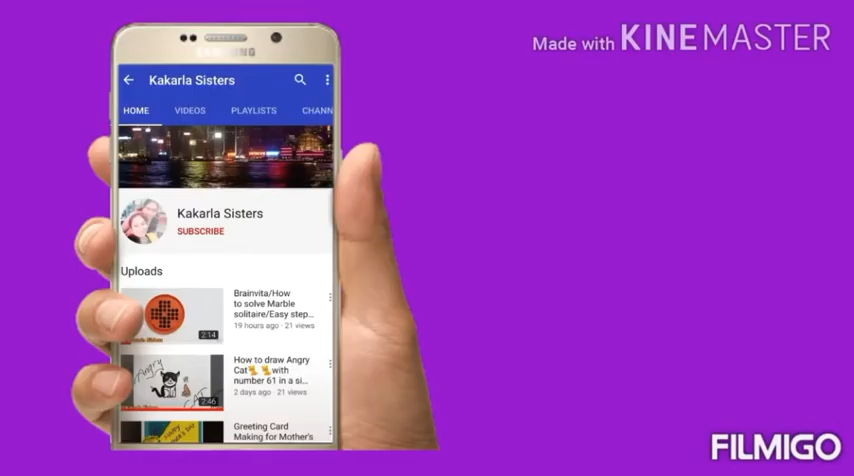 Made with KINEMASTER
SAMSUNG
Kakarla Sisters
HOME VIDEOS PLAYLISTS CHANN
Kakarla Sisters
SUBSCRIBE
Uploads
Brainvita/How
to solve Marble
solitaire/Easy step...
19 hours ago · 21 views
2:14
How to draw Angry
Cat🐈🐈with
number 61 in a si...
2 days ago · 21 views
Angry
CAT
2:46
Greeting Card
Making for Mother's
FILMIGO